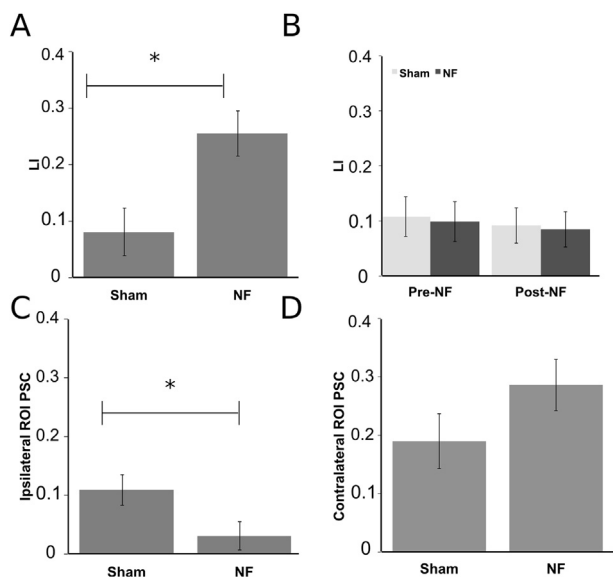 A
0.4
0.3
0.2
0.1
0
LI
*
Sham NF
B
0.4
0.3
0.2
0.1
0
LI
Sham NF
Pre-NF Post-NF
C
0.4
0.3
0.2
0.1
0
Ipsilateral ROI PSC
*
Sham NF
D
0.4
0.3
0.2
0.1
0
Contralateral ROI PSC
Sham NF